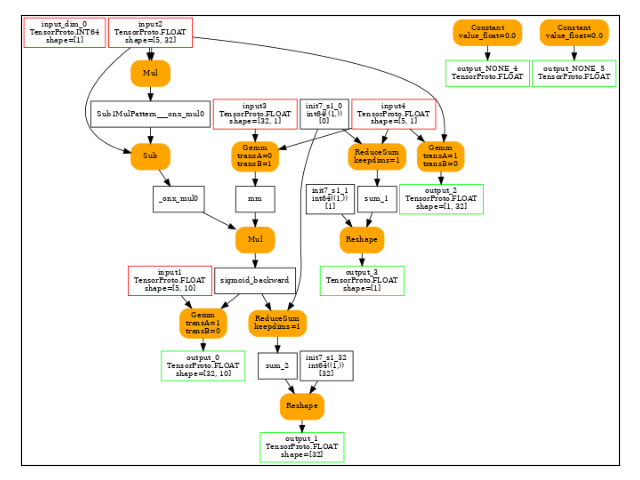 input_dim_0
TensorProto.INT64
shape=[1]
input2
TensorProto.FLOAT
shape=[5, 32]
Constant
value_float=0.0
Constant
value_float=0.0
Mul
output_NONE_4
TensorProto.FLOAT
output_NONE_5
TensorProto.FLOAT
Sub1MulPattern__onx_mul0
input3
TensorProto.FLOAT
shape=[32, 1]
init7_s1_0
int64((1,))
[0]
input4
TensorProto.FLOAT
shape=[5, 1]
Sub
Gemm
transA=0
transB=1
ReduceSum
keepdims=1
Gemm
transA=1
transB=0
_onx_mul0
mm
init7_s1_1
int64((1,))
[1]
sum_1
output_2
TensorProto.FLOAT
shape=[1, 32]
Mul
Reshape
input1
TensorProto.FLOAT
shape=[5, 10]
sigmoid_backward
output_3
TensorProto.FLOAT
shape=[1]
Gemm
transA=1
transB=0
ReduceSum
keepdims=1
output_0
TensorProto.FLOAT
shape=[32, 10]
sum_2
init7_s1_32
int64((1,))
[32]
Reshape
output_1
TensorProto.FLOAT
shape=[32]